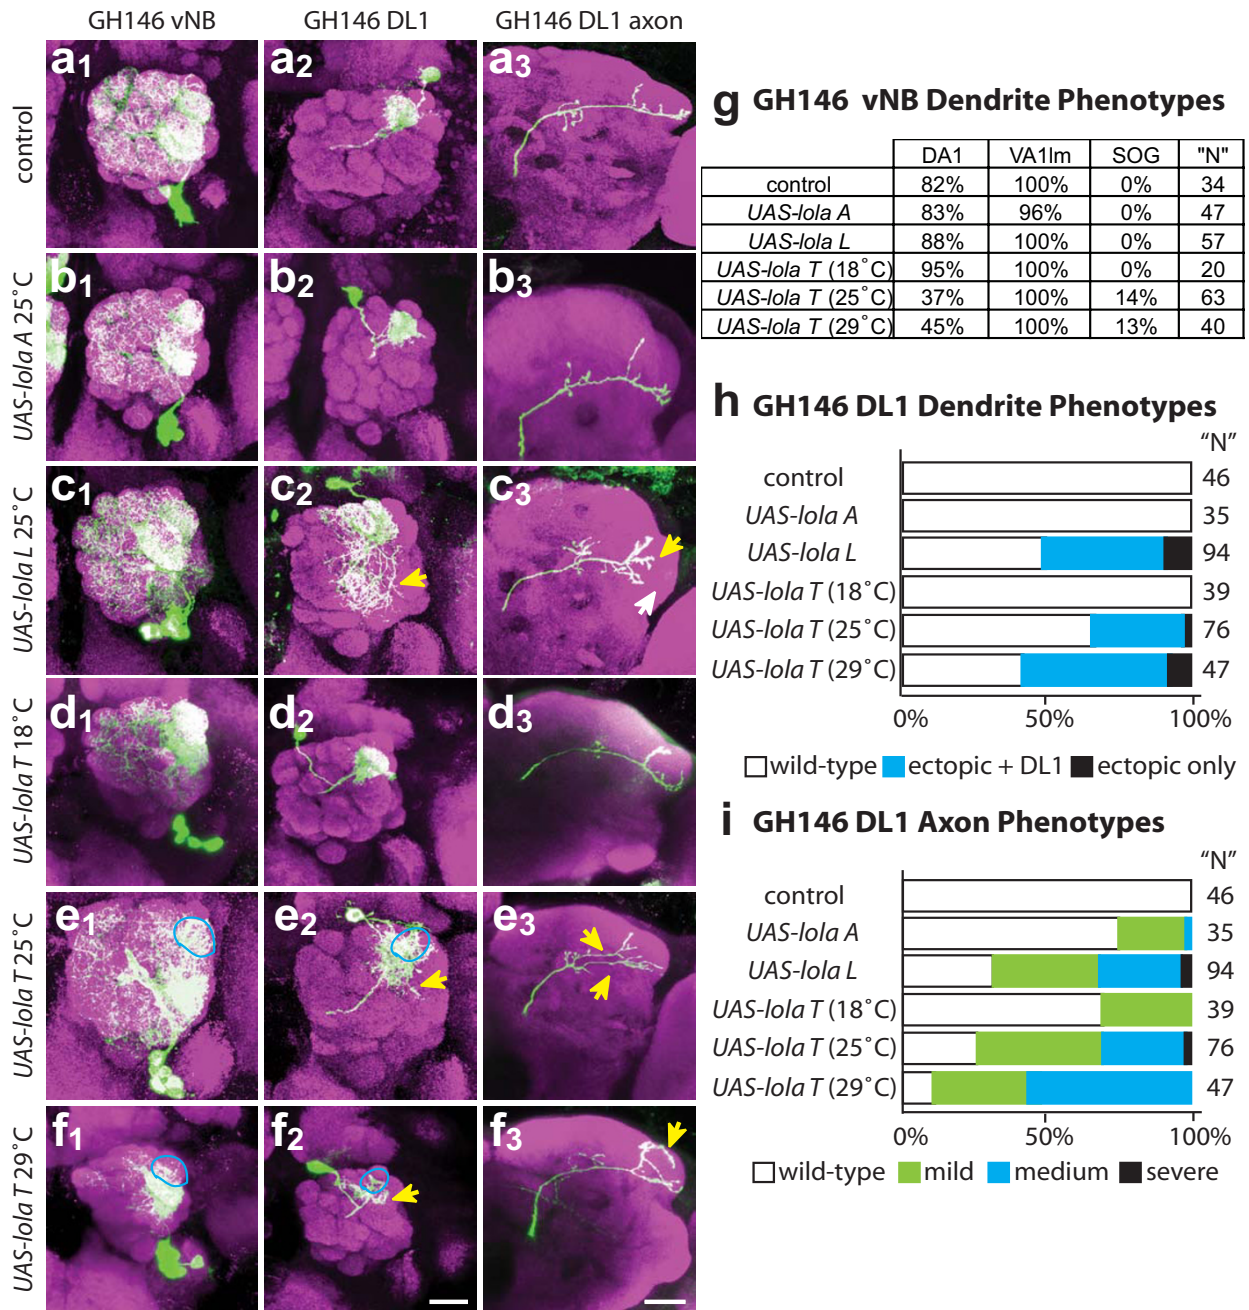 GH146 vNB
GH146 DL1
GH146 DL1 axon
control
a1
a2
a3
UAS-lola A 25˚C
b1
b2
b3
UAS-lola L 25˚C
c1
c2
c3
UAS-lola T 18˚C
d1
d2
d3
UAS-lola T 25˚C
e1
e2
e3
UAS-lola T 29˚C
f1
f2
f3
g GH146 vNB Dendrite Phenotypes
DA1 VA1lm SOG "N"
control 82% 100% 0% 34
UAS-lola A 83% 96% 0% 47
UAS-lola L 88% 100% 0% 57
UAS-lola T (18˚C) 95% 100% 0% 20
UAS-lola T (25˚C) 37% 100% 14% 63
UAS-lola T (29˚C) 45% 100% 13% 40
h GH146 DL1 Dendrite Phenotypes
“N”
control 46
UAS-lola A 35
UAS-lola L 94
UAS-lola T (18˚C) 39
UAS-lola T (25˚C) 76
UAS-lola T (29˚C) 47
0% 50% 100%
wild-type ectopic + DL1 ectopic only
i GH146 DL1 Axon Phenotypes
“N”
control 46
UAS-lola A 35
UAS-lola L 94
UAS-lola T (18˚C) 39
UAS-lola T (25˚C) 76
UAS-lola T (29˚C) 47
0% 50% 100%
wild-type mild medium severe